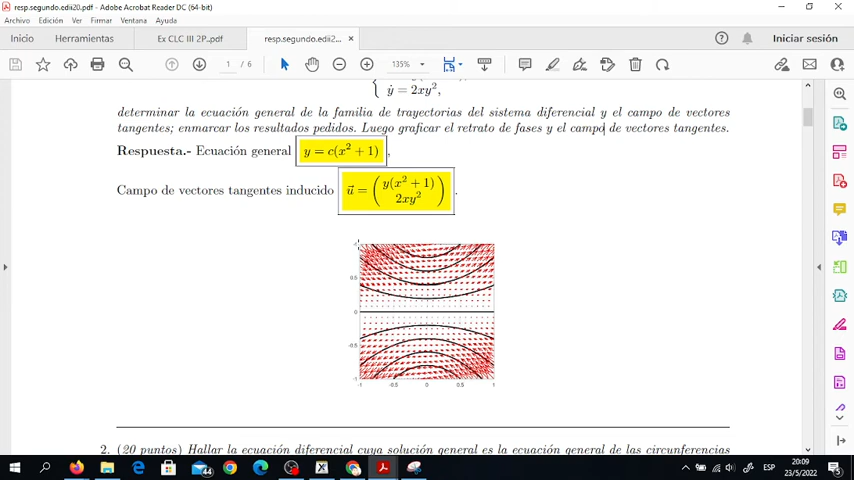 resp.segundo.edii20.pdf - Adobe Acrobat Reader DC (64-bit)
Archivo Edición Ver Firmar Ventana Ayuda
Inicio Herramientas Ex CLC III 2P..pdf resp.segundo.edii2... × Iniciar sesión
1 / 6 135%
ẏ = 2xy²,
determinar la ecuación general de la familia de trayectorias del sistema diferencial y el campo de vectores
tangentes; enmarcar los resultados pedidos. Luego graficar el retrato de fases y el campo de vectores tangentes.
Respuesta.- Ecuación general y = c(x² + 1),
Campo de vectores tangentes inducido u⃗ = ( y(x² + 1)
2xy² ).
0.5
0
-0.5
-1
-1 -0.5 0 0.5 1
2. (20 puntos) Hallar la ecuación diferencial cuya solución general es la ecuación general de las circunferencias
44 ESP 20:09
23/5/2022 5